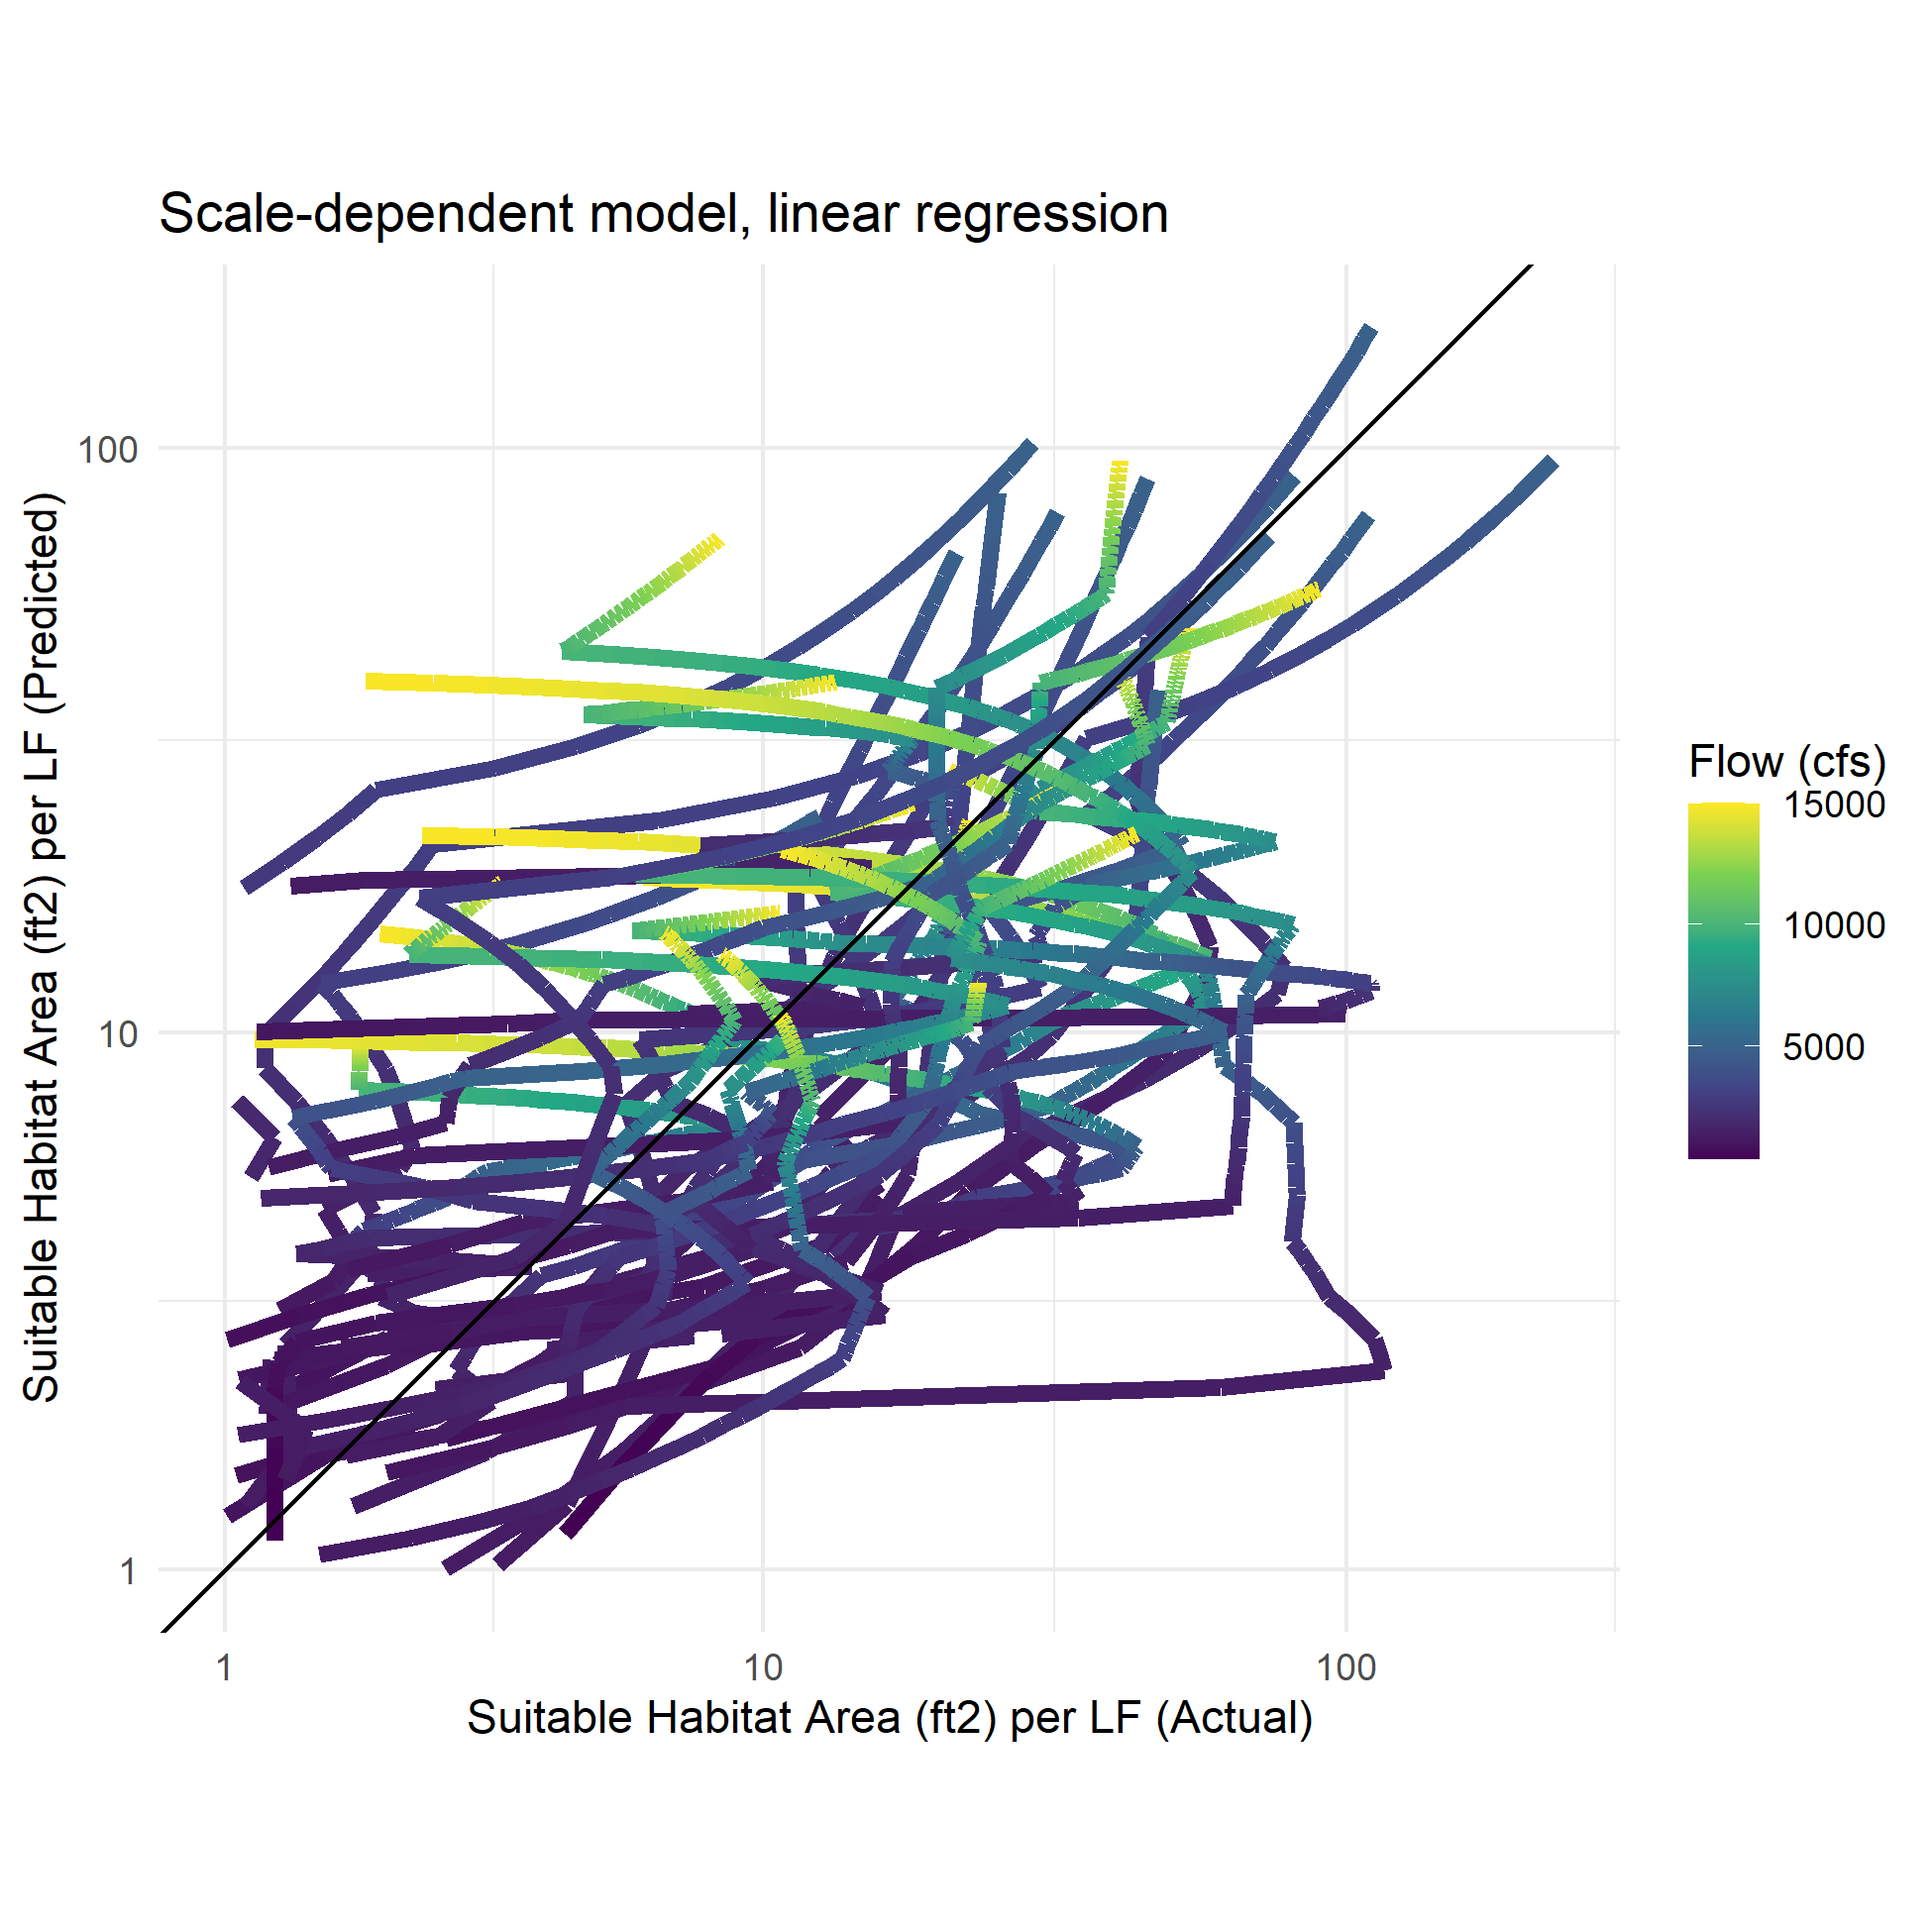 Scale-dependent model, linear regression
Suitable Habitat Area (ft2) per LF (Predicted)
100
10
1
1
10
100
Suitable Habitat Area (ft2) per LF (Actual)
Flow (cfs)
15000
10000
5000